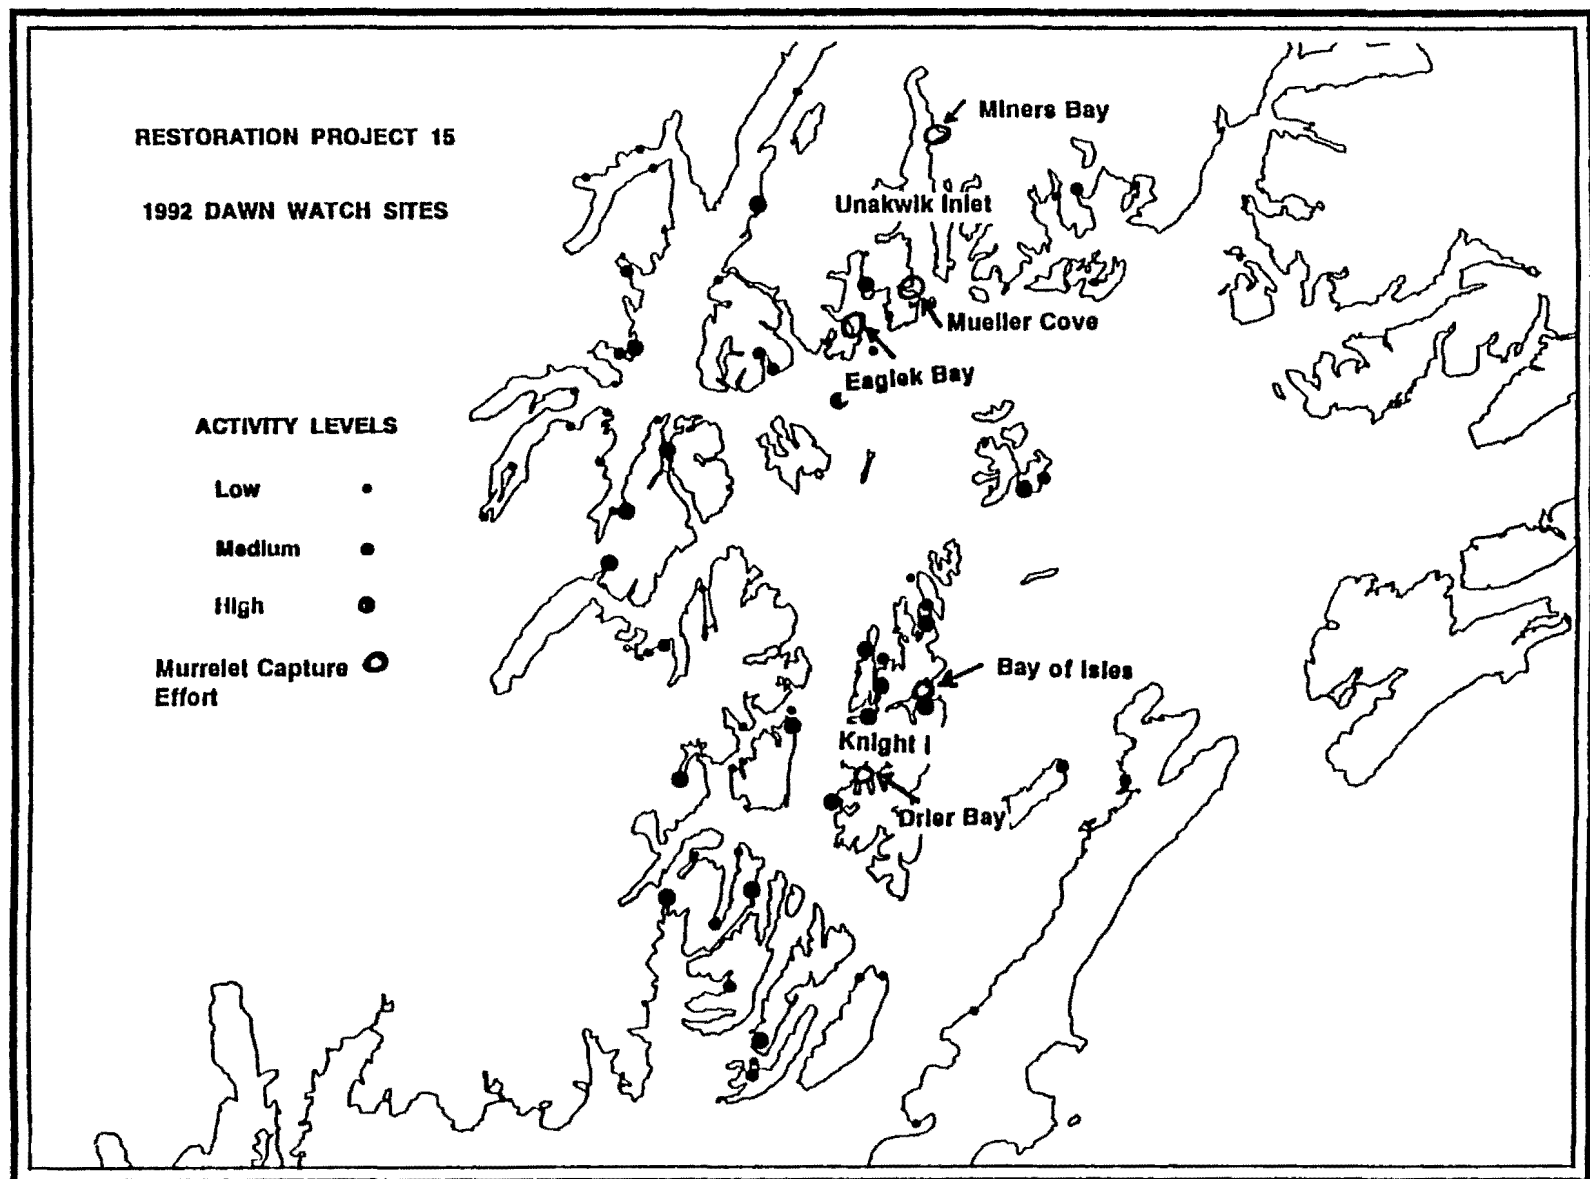 RESTORATION PROJECT 15
1992 DAWN WATCH SITES
Miners Bay
Unakwik Inlet
Mueller Cove
Eaglek Bay
ACTIVITY LEVELS
Low
Medium
High
Murrelet Capture
Effort
Bay of Isles
Knight I
Drier Bay